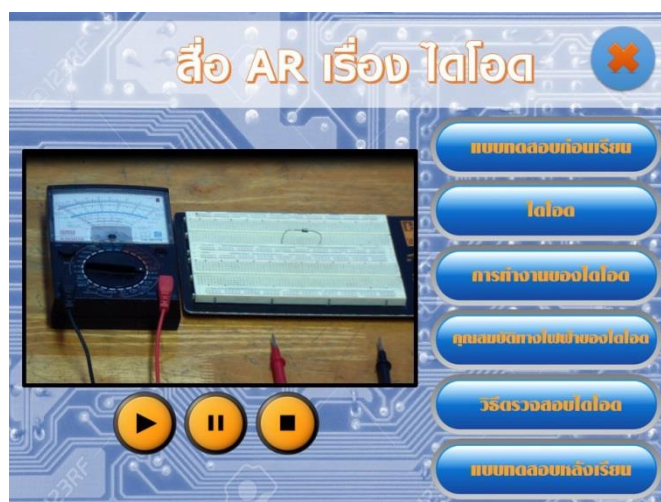 สื่อ AR เรื่อง ไดโอด
แบบทดสอบก่อนเรียน
ไดโอด
การทำงานของไดโอด
คุณสมบัติทางไฟฟ้าของไดโอด
วิธีตรวจสอบไดโอด
แบบทดสอบหลังเรียน
123RF